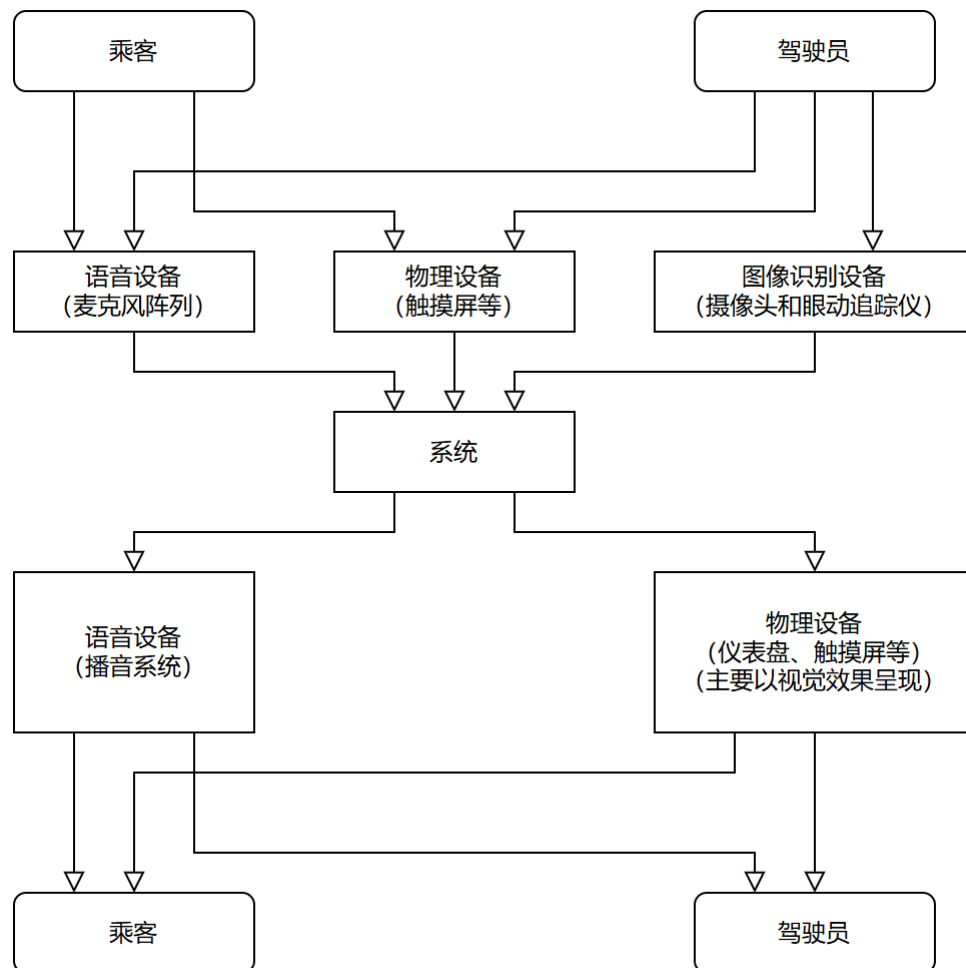 乘客
驾驶员
语音设备
（麦克风阵列）
物理设备
（触摸屏等）
图像识别设备
（摄像头和眼动追踪仪）
系统
语音设备
（播音系统）
物理设备
（仪表盘、触摸屏等）
（主要以视觉效果呈现）
乘客
驾驶员